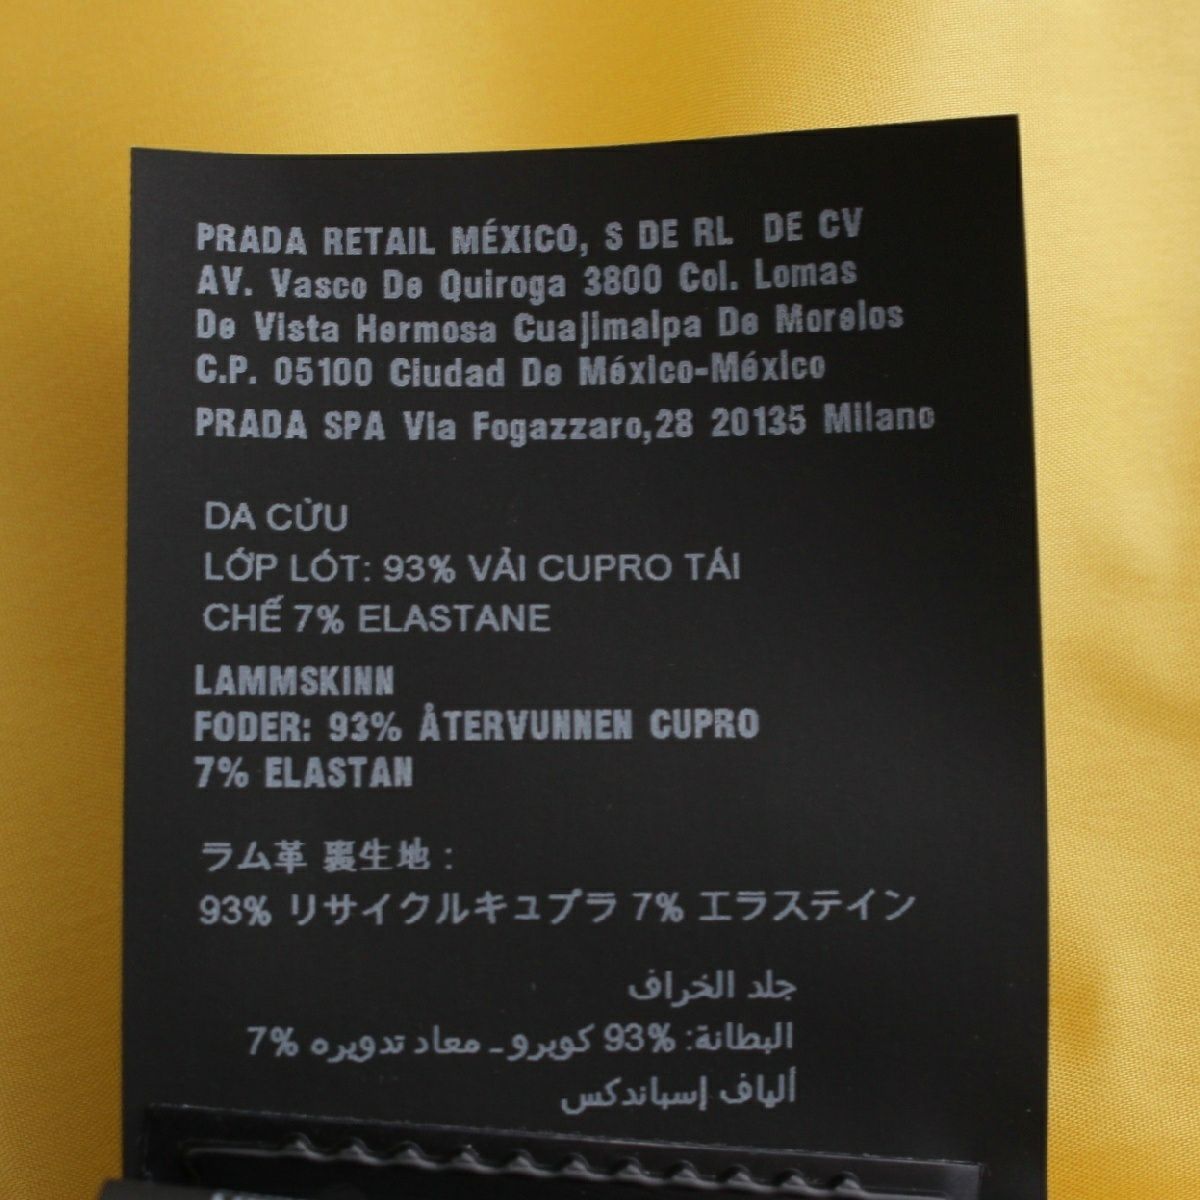 PRADA RETAIL MÉXICO, S DE RL DE CV
AV. Vasco De Quiroga 3800 Col. Lomas
De Vista Hermosa Cuajimalpa De Morelos
C.P. 05100 Ciudad De México-México
PRADA SPA Via Fogazzaro,28 20135 Milano
DA CỪU
LỚP LÓT: 93% VẢI CUPRO TÁI
CHẾ 7% ELASTANE
LAMMSKINN
FODER: 93% ÅTERVUNNEN CUPRO
7% ELASTAN
ラム革 裏生地 :
93% リサイクルキュプラ 7% エラステイン
جلد الخراف
البطانة: 93% كوبرو ـ معاد تدويره 7%
ألياف إسباندكس